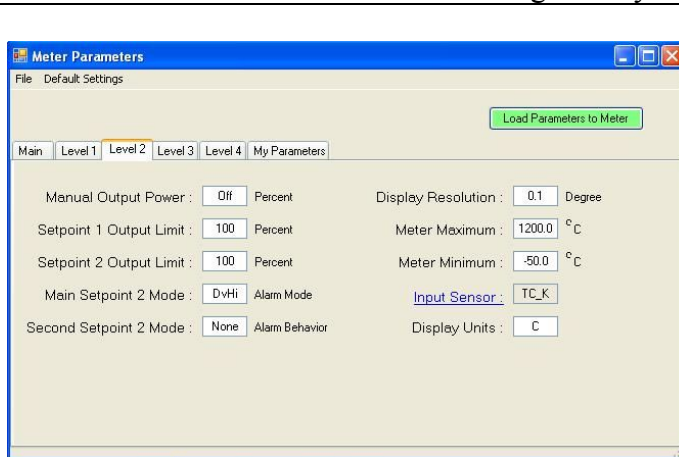 Meter Parameters
File Default Settings
Load Parameters to Meter
Main Level 1 Level 2 Level 3 Level 4 My Parameters
Manual Output Power : Off Percent
Setpoint 1 Output Limit : 100 Percent
Setpoint 2 Output Limit : 100 Percent
Main Setpoint 2 Mode : DvHi Alarm Mode
Second Setpoint 2 Mode : None Alarm Behavior
Display Resolution : 0.1 Degree
Meter Maximum : 1200.0 °C
Meter Minimum : -50.0 °C
Input Sensor : TC_K
Display Units : C